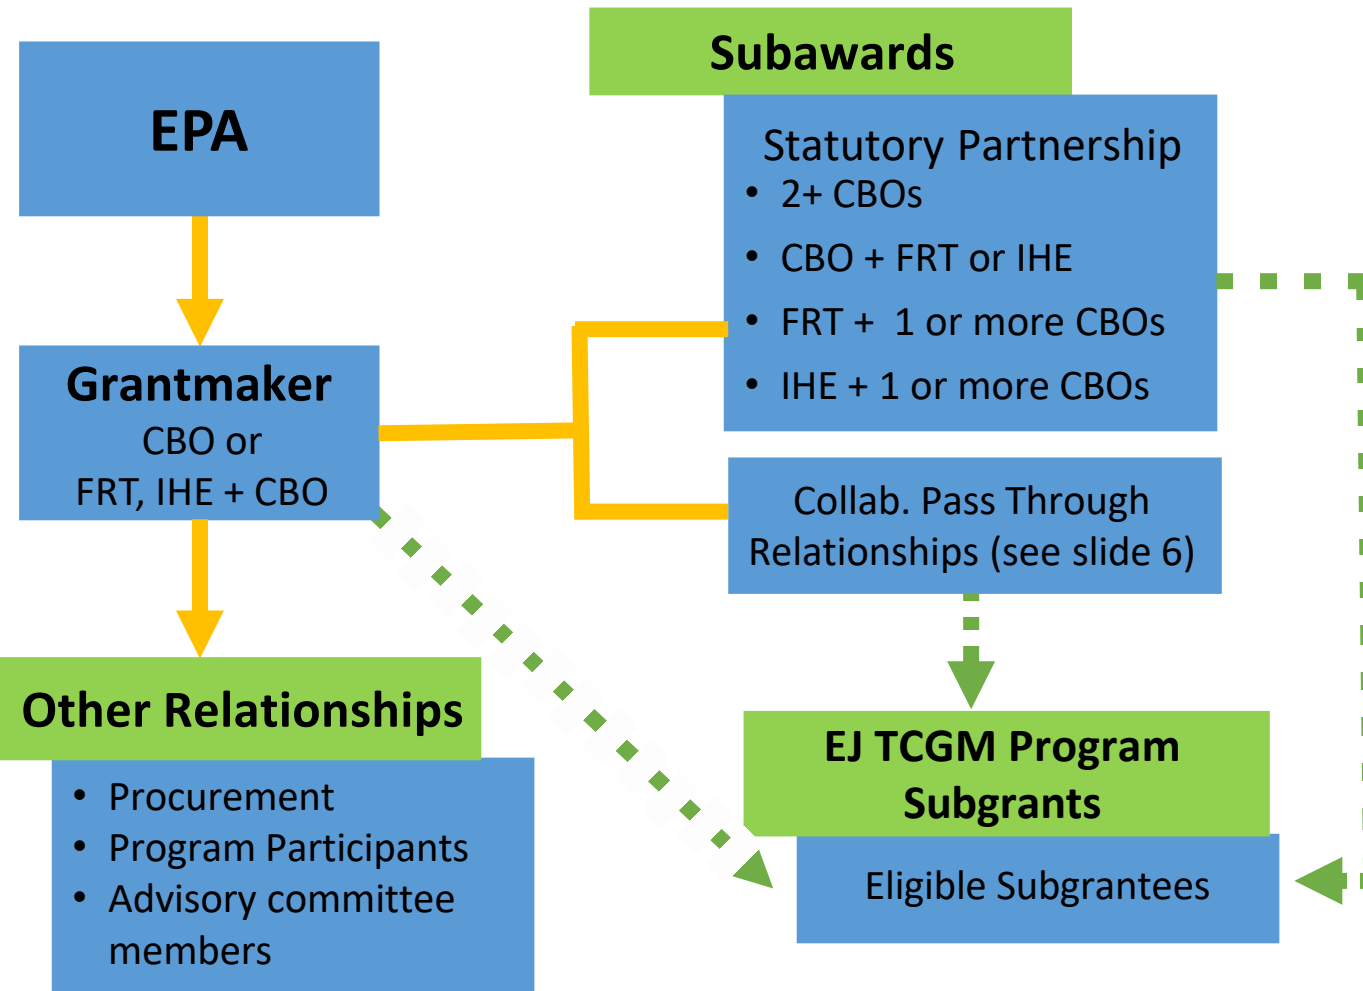 EPA
Grantmaker
CBO or
FRT, IHE + CBO
Other Relationships
• Procurement
• Program Participants
• Advisory committee
members
Subawards
Statutory Partnership
• 2+ CBOs
• CBO + FRT or IHE
• FRT + 1 or more CBOs
• IHE + 1 or more CBOs
Collab. Pass Through
Relationships (see slide 6)
EJ TCGM Program
Subgrants
Eligible Subgrantees